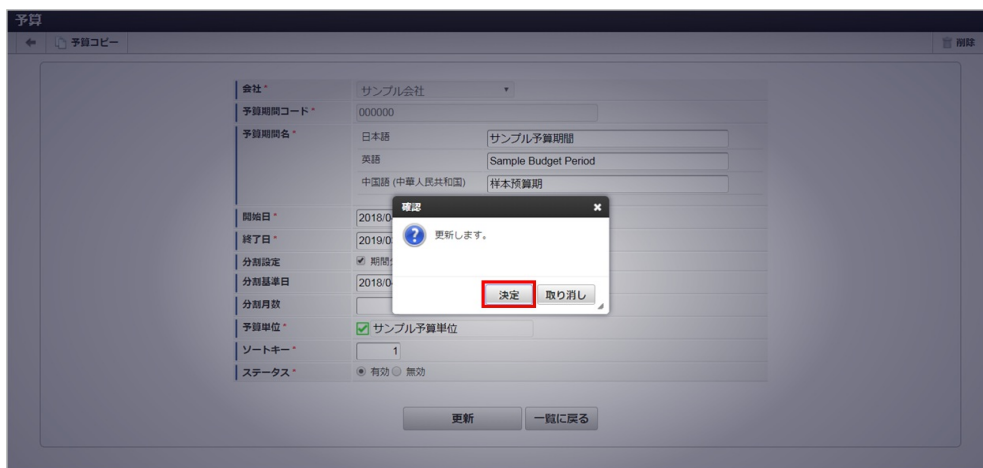 予算
予算コピー
削除
会社*
サンプル会社
予算期間コード*
000000
予算期間名*
日本語
サンプル予算期間
英語
Sample Budget Period
中国語 (中華人民共和国)
样本预算期
確認
更新します。
決定
取り消し
開始日*
2018/0
終了日*
2019/0
分割設定
期間
分割基準日
2018/0
分割月数
予算単位*
サンプル予算単位
ソートキー*
1
ステータス*
有効
無効
更新
一覧に戻る